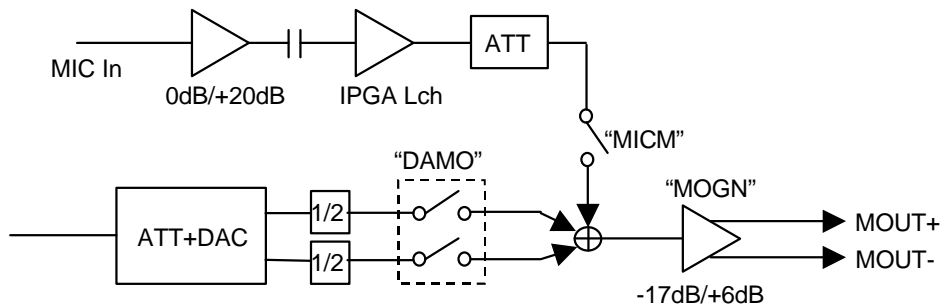 MIC In
0dB/+20dB
IPGA Lch
ATT
“MICM”
“DAMO”
ATT+DAC
1/2
1/2
“MOGN”
-17dB/+6dB
MOUT+
MOUT-